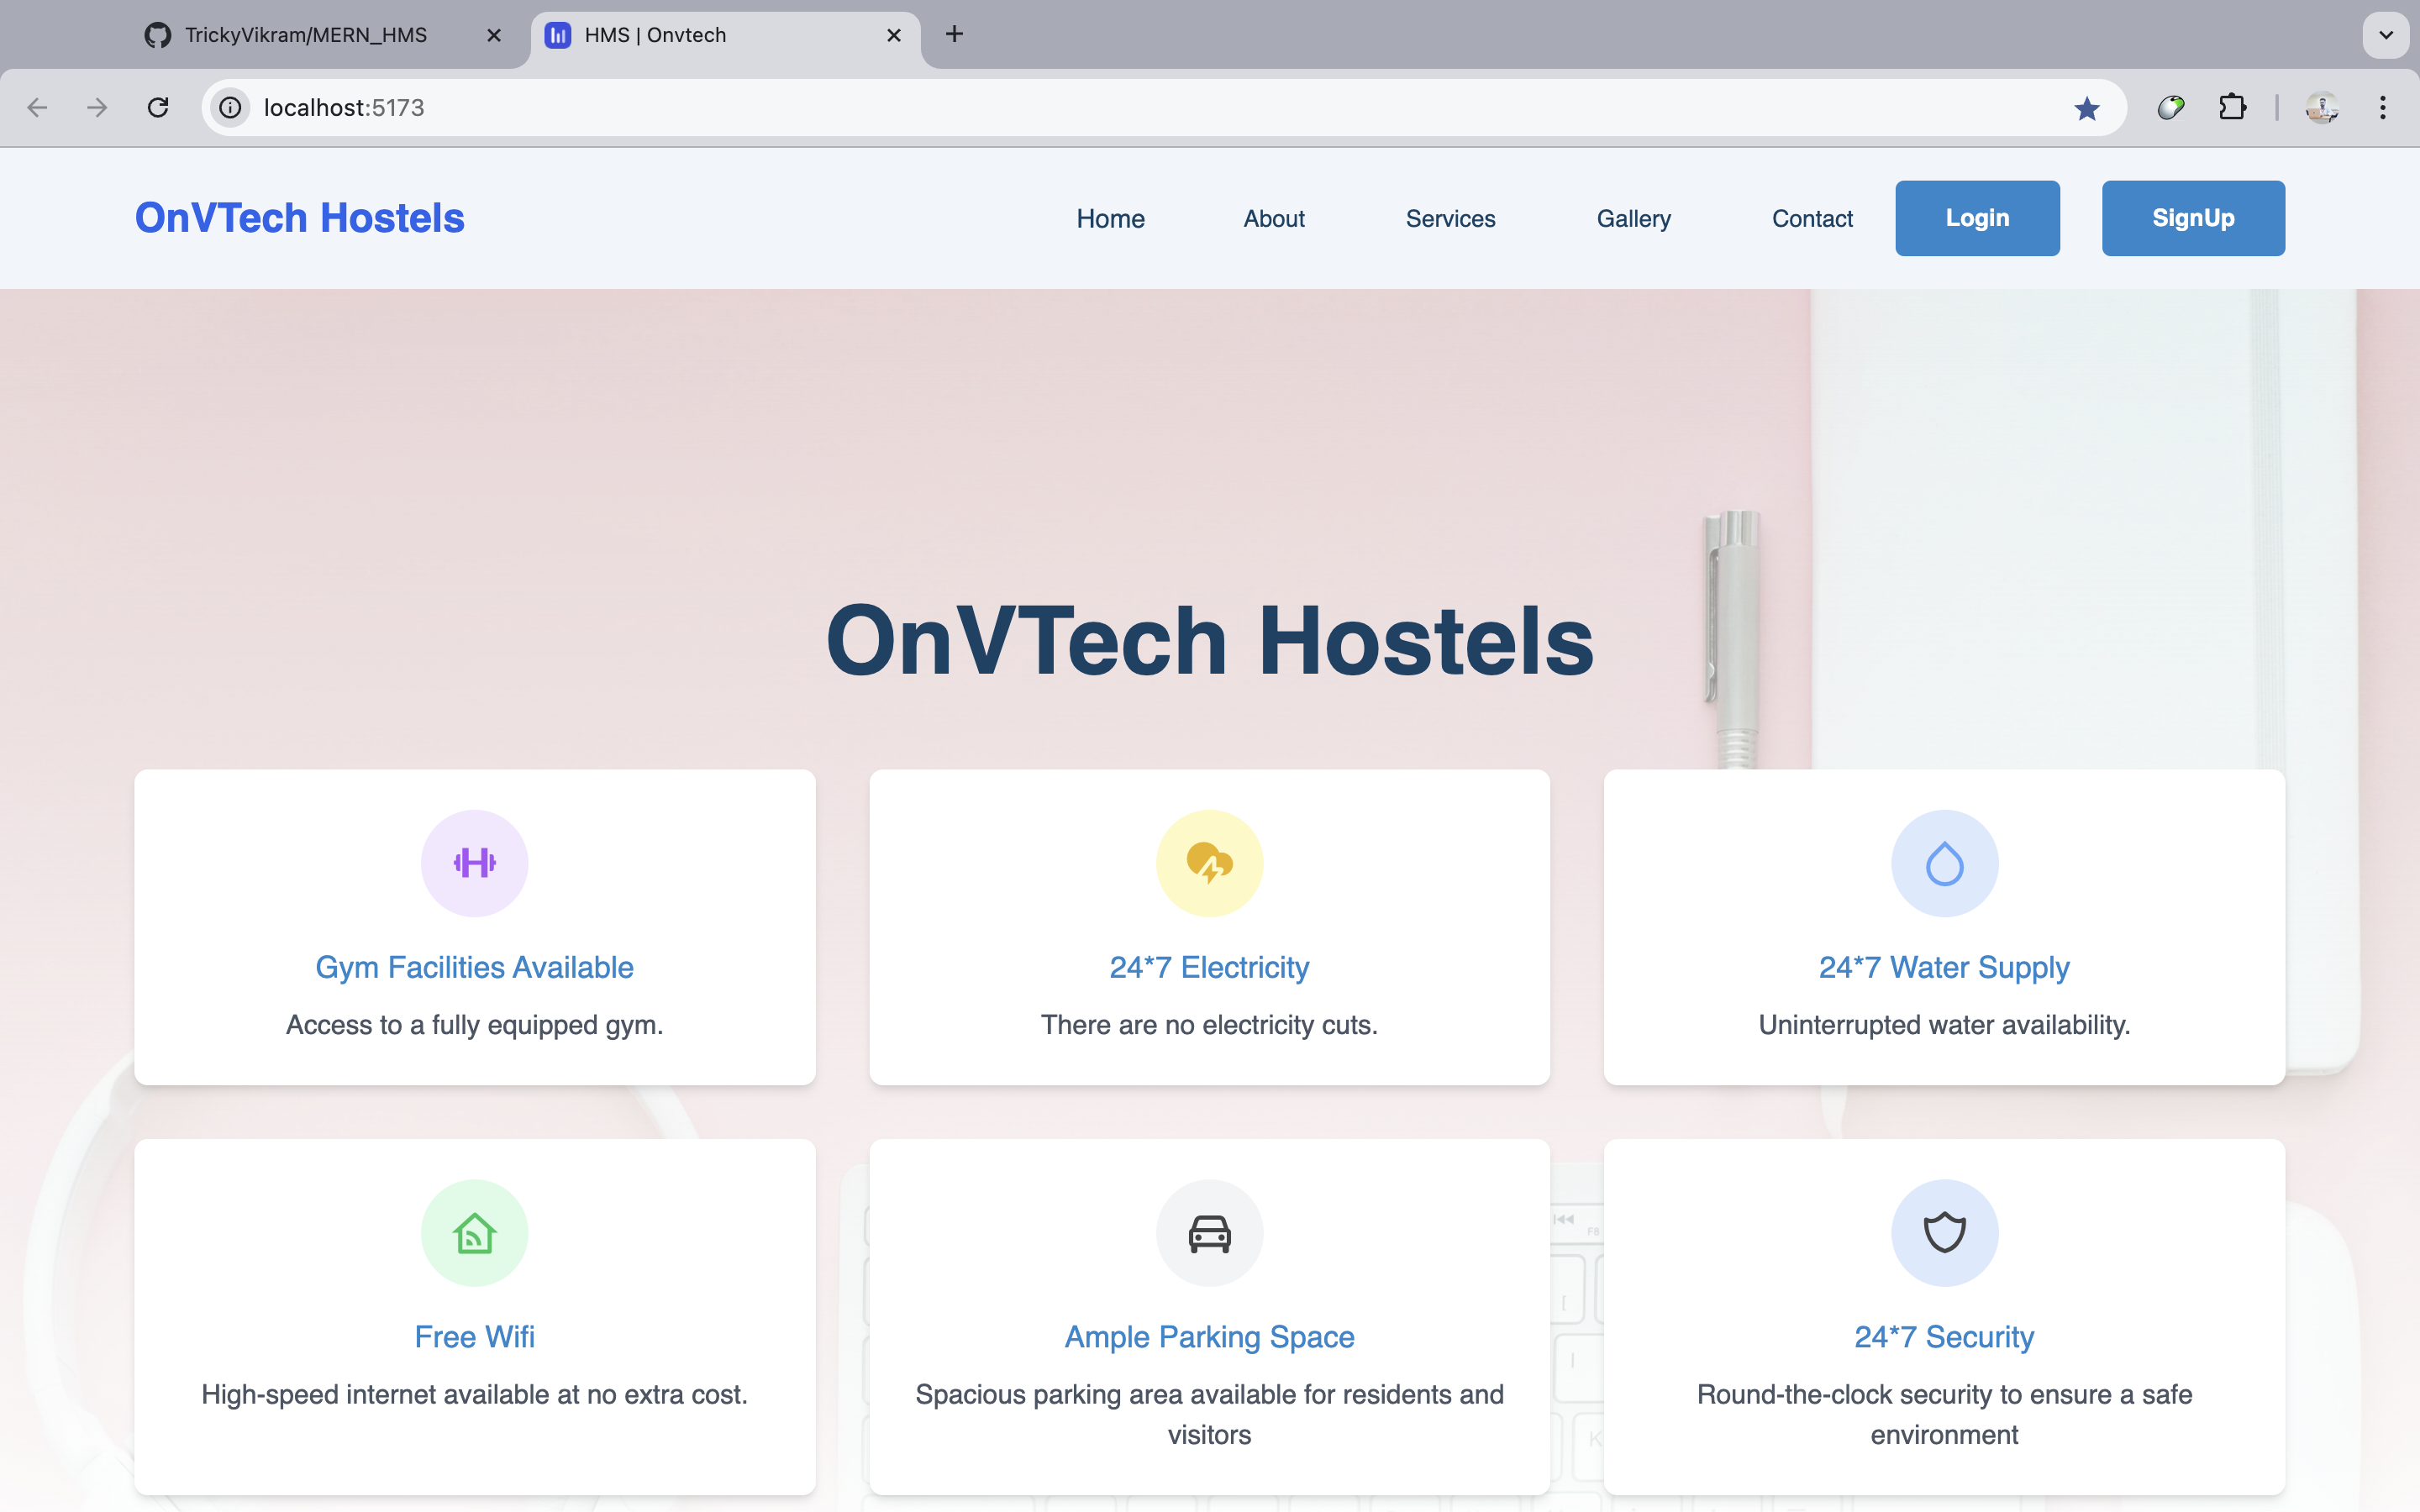 TrickyVikram/MERN_HMS
HMS | Onvtech
localhost:5173
OnVTech Hostels
Home
About
Services
Gallery
Contact
Login
SignUp
OnVTech Hostels
Gym Facilities Available
Access to a fully equipped gym.
24*7 Electricity
There are no electricity cuts.
24*7 Water Supply
Uninterrupted water availability.
Free Wifi
High-speed internet available at no extra cost.
Ample Parking Space
Spacious parking area available for residents and
visitors
24*7 Security
Round-the-clock security to ensure a safe
environment
F8
[
K